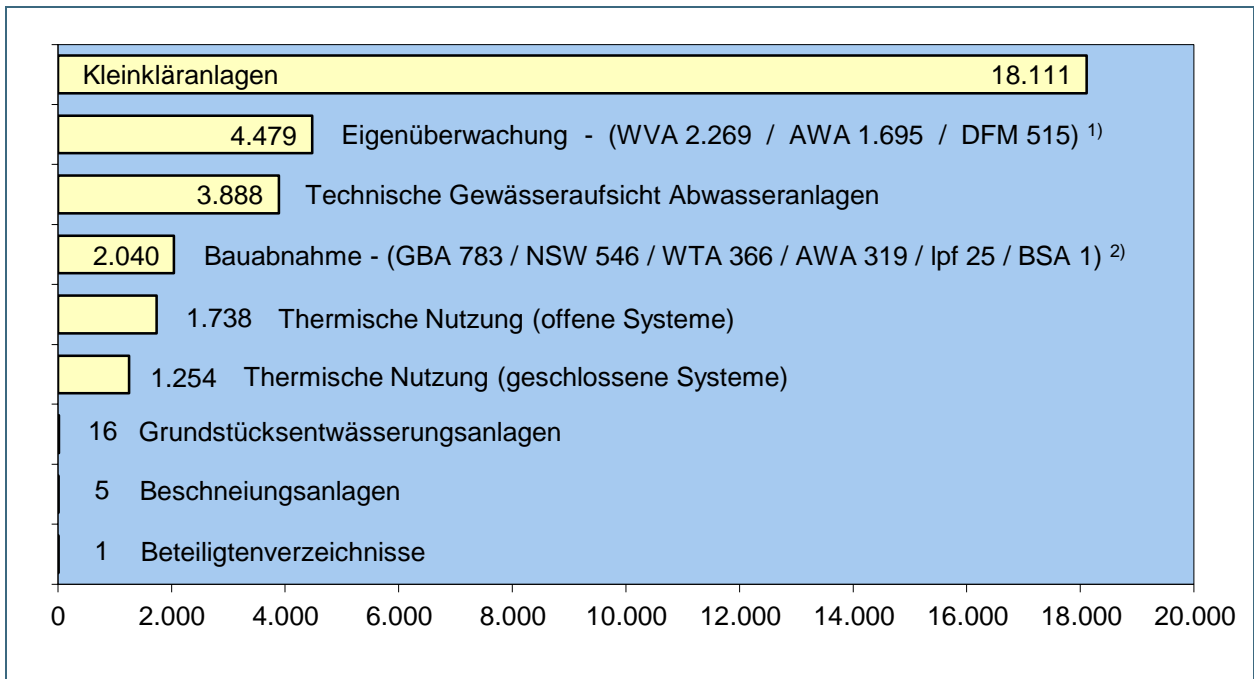 Kleinkläranlagen 18.111
4.479 Eigenüberwachung - (WVA 2.269 / AWA 1.695 / DFM 515) 1)
3.888 Technische Gewässeraufsicht Abwasseranlagen
2.040 Bauabnahme - (GBA 783 / NSW 546 / WTA 366 / AWA 319 / lpf 25 / BSA 1) 2)
1.738 Thermische Nutzung (offene Systeme)
1.254 Thermische Nutzung (geschlossene Systeme)
16 Grundstücksentwässerungsanlagen
5 Beschneiungsanlagen
1 Beteiligtenverzeichnisse
0 2.000 4.000 6.000 8.000 10.000 12.000 14.000 16.000 18.000 20.000